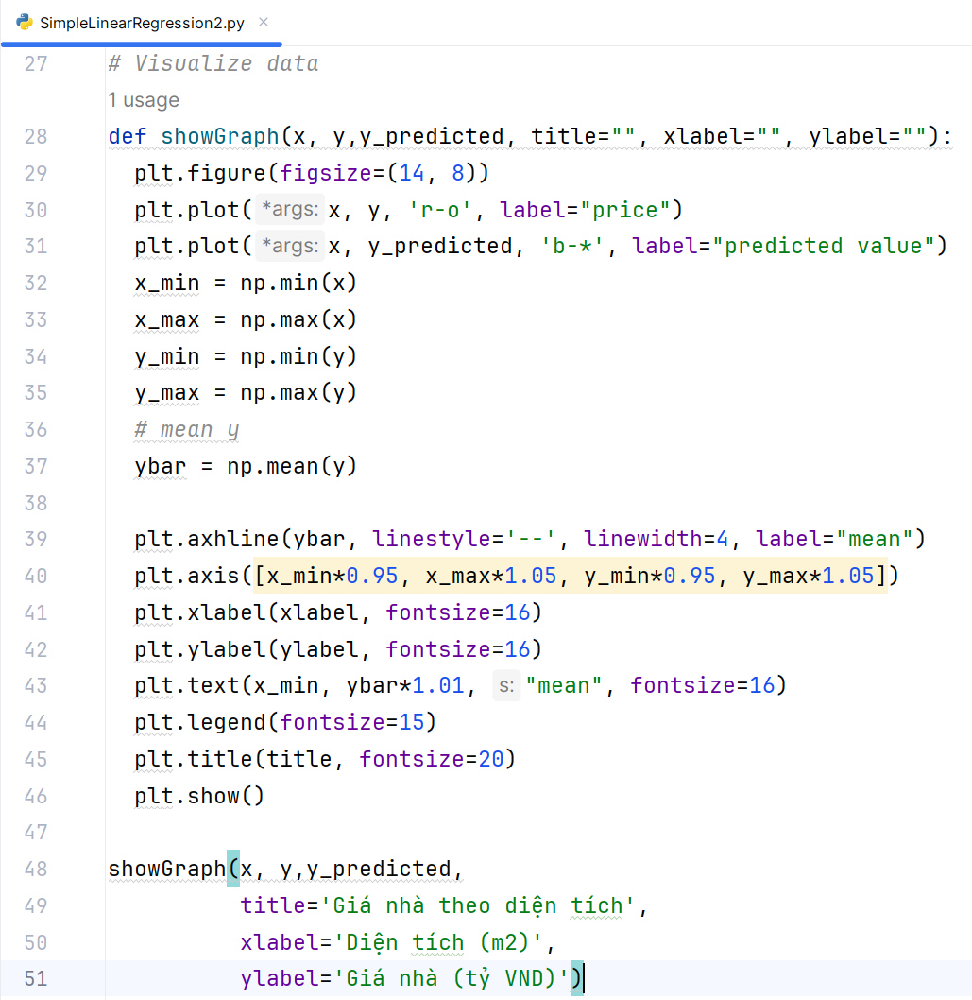 SimpleLinearRegression2.py ×
27 # Visualize data
1 usage
28 def showGraph(x, y,y_predicted, title="", xlabel="", ylabel=""):
29   plt.figure(figsize=(14, 8))
30   plt.plot( *args: x, y, 'r-o', label="price")
31   plt.plot( *args: x, y_predicted, 'b-*', label="predicted value")
32   x_min = np.min(x)
33   x_max = np.max(x)
34   y_min = np.min(y)
35   y_max = np.max(y)
36   # mean y
37   ybar = np.mean(y)
38
39   plt.axhline(ybar, linestyle='--', linewidth=4, label="mean")
40   plt.axis([x_min*0.95, x_max*1.05, y_min*0.95, y_max*1.05])
41   plt.xlabel(xlabel, fontsize=16)
42   plt.ylabel(ylabel, fontsize=16)
43   plt.text(x_min, ybar*1.01, s: "mean", fontsize=16)
44   plt.legend(fontsize=15)
45   plt.title(title, fontsize=20)
46   plt.show()
47
48 showGraph(x, y,y_predicted,
49           title='Giá nhà theo diện tích',
50           xlabel='Diện tích (m2)',
51           ylabel='Giá nhà (tỷ VND)')